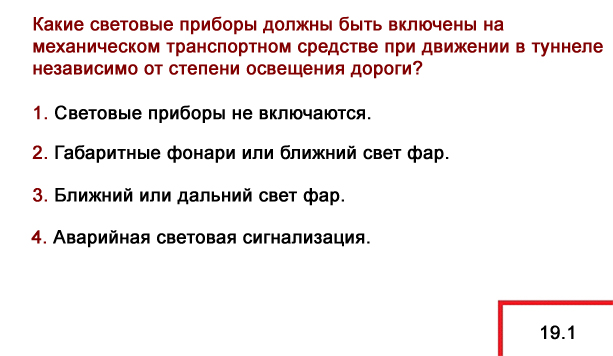 Какие световые приборы должны быть включены на
механическом транспортном средстве при движении в туннеле
независимо от степени освещения дороги?
1. Световые приборы не включаются.
2. Габаритные фонари или ближний свет фар.
3. Ближний или дальний свет фар.
4. Аварийная световая сигнализация.
19.1